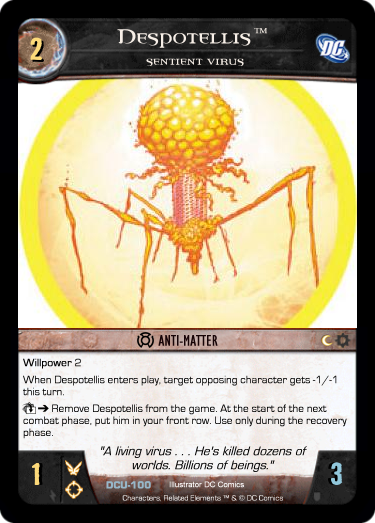 2
DESPOTELLIS™
SENTIENT VIRUS
DC
ANTI-MATTER
Willpower 2
When Despotellis enters play, target opposing character gets -1/-1
this turn.
➔ Remove Despotellis from the game. At the start of the next
combat phase, put him in your front row. Use only during the recovery
phase.
"A living virus . . . He's killed dozens of
worlds. Billions of beings."
1
3
DCU-100 Illustrator DC Comics
Characters, Related Elements ™ & © DC Comics